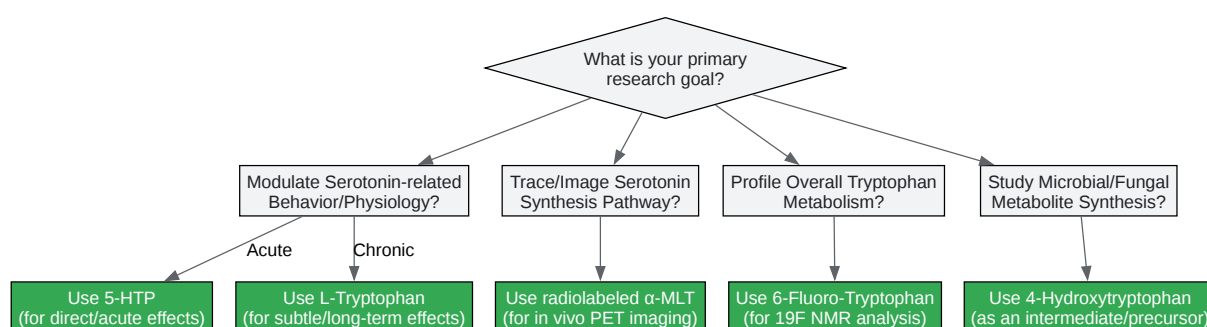 What is your primary
research goal?
Modulate Serotonin-related
Behavior/Physiology?
Trace/Image Serotonin
Synthesis Pathway?
Profile Overall Tryptophan
Metabolism?
Study Microbial/Fungal
Metabolite Synthesis?
Acute
Chronic
Use 5-HTP
(for direct/acute effects)
Use L-Tryptophan
(for subtle/long-term effects)
Use radiolabeled α-MLT
(for in vivo PET imaging)
Use 6-Fluoro-Tryptophan
(for 19F NMR analysis)
Use 4-Hydroxytryptophan
(as an intermediate/precursor)